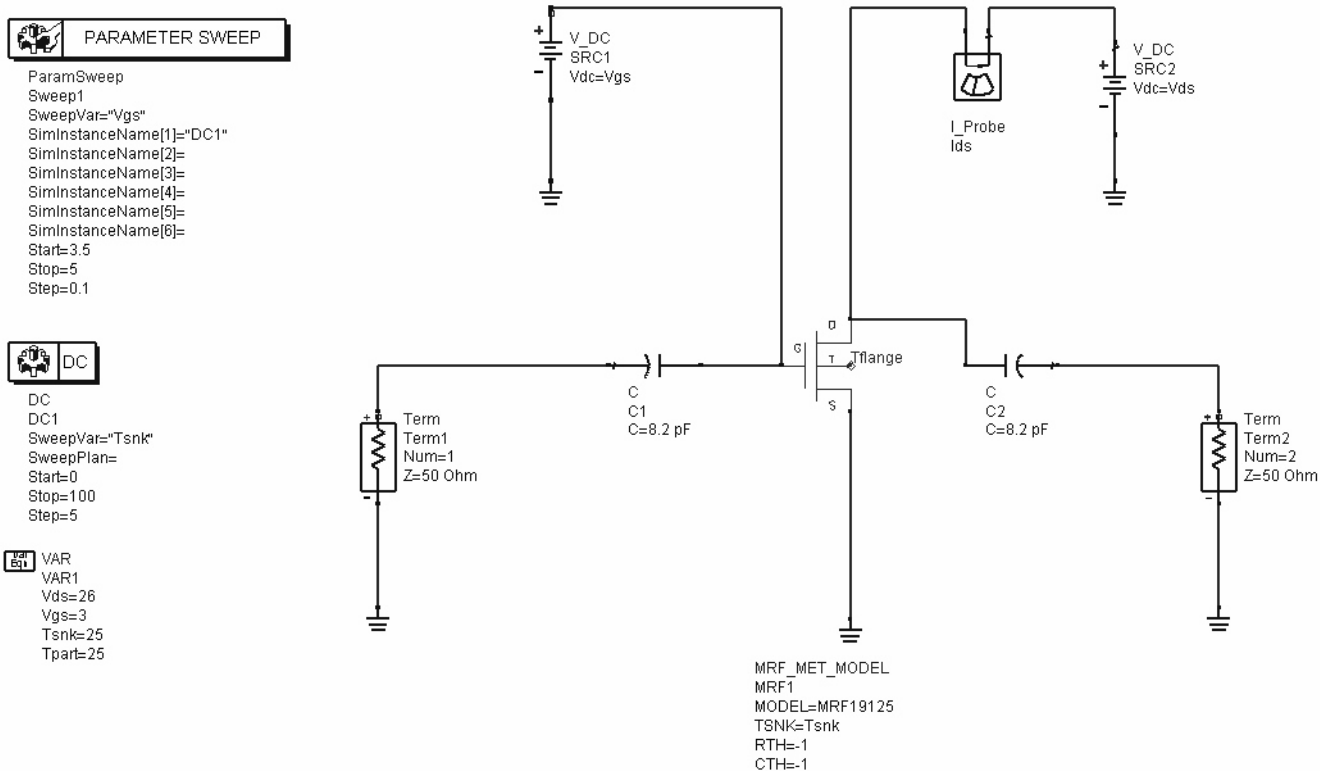 PARAMETER SWEEP
ParamSweep
Sweep1
SweepVar="Vgs"
SimInstanceName[1]="DC1"
SimInstanceName[2]=
SimInstanceName[3]=
SimInstanceName[4]=
SimInstanceName[5]=
SimInstanceName[6]=
Start=3.5
Stop=5
Step=0.1
DC
DC
DC1
SweepVar="Tsnk"
SweepPlan=
Start=0
Stop=100
Step=5
Var
Eqn
VAR
VAR1
Vds=26
Vgs=3
Tsnk=25
Tpart=25
+
-
V_DC
SRC1
Vdc=Vgs
I_Probe
Ids
+
-
V_DC
SRC2
Vdc=Vds
+
-
Term
Term1
Num=1
Z=50 Ohm
C
C1
C=8.2 pF
D
G
T
Tflange
S
C
C2
C=8.2 pF
+
-
Term
Term2
Num=2
Z=50 Ohm
MRF_MET_MODEL
MRF1
MODEL=MRF19125
TSNK=Tsnk
RTH=-1
CTH=-1